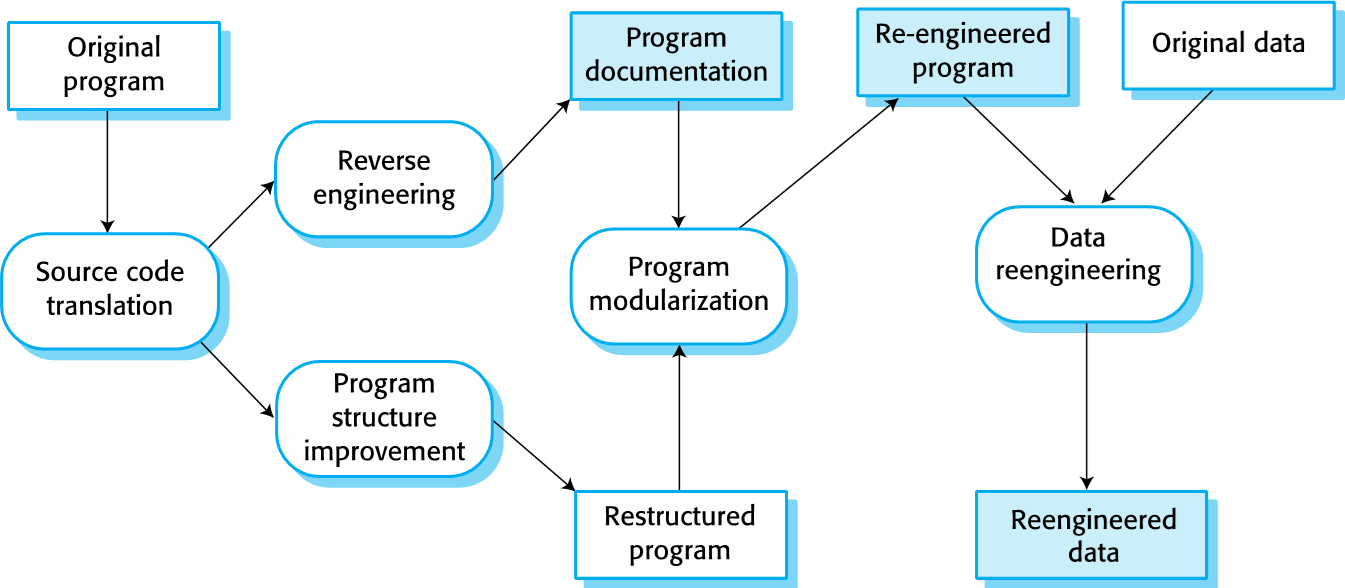 Original
program
Program
documentation
Re-engineered
program
Original data
Reverse
engineering
Source code
translation
Program
modularization
Data
reengineering
Program
structure
improvement
Restructured
program
Reengineered
data